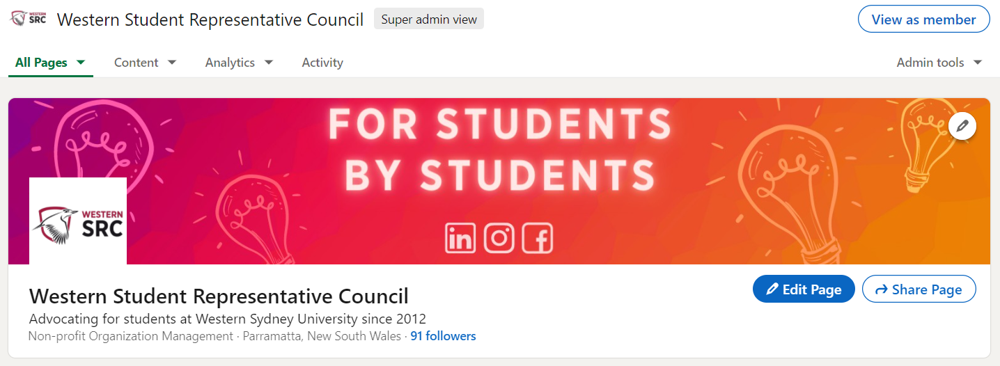 WESTERN
SRC
Western Student Representative Council
Super admin view
View as member
All Pages
Content
Analytics
Activity
Admin tools
FOR STUDENTS
BY STUDENTS
WESTERN
SRC
in
f
Edit Page
Share Page
Western Student Representative Council
Advocating for students at Western Sydney University since 2012
Non-profit Organization Management · Parramatta, New South Wales · 91 followers